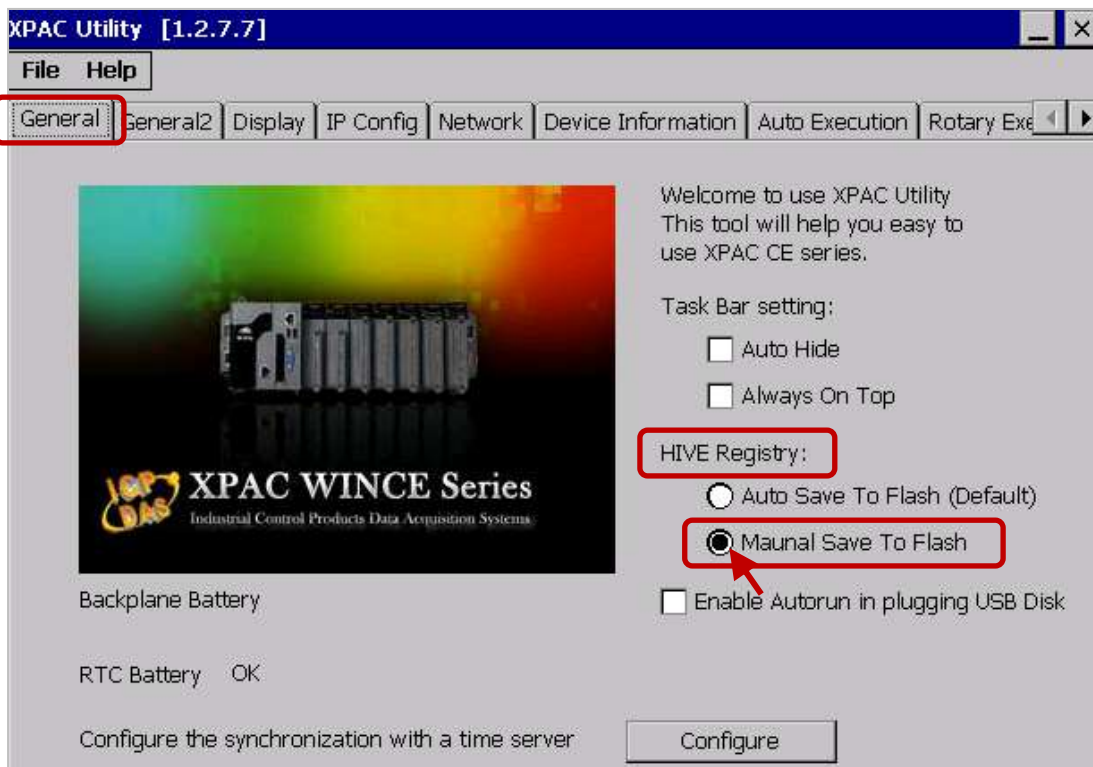 XPAC Utility [1.2.7.7]
File Help
General General2 Display IP Config Network Device Information Auto Execution Rotary Exe
Welcome to use XPAC Utility
This tool will help you easy to
use XPAC CE series.
Task Bar setting:
Auto Hide
Always On Top
HIVE Registry:
Auto Save To Flash (Default)
Maunal Save To Flash
Enable Autorun in plugging USB Disk
ICP DAS
XPAC WINCE Series
Industrial Control Products Data Acquisition Systems
Backplane Battery
RTC Battery OK
Configure the synchronization with a time server Configure